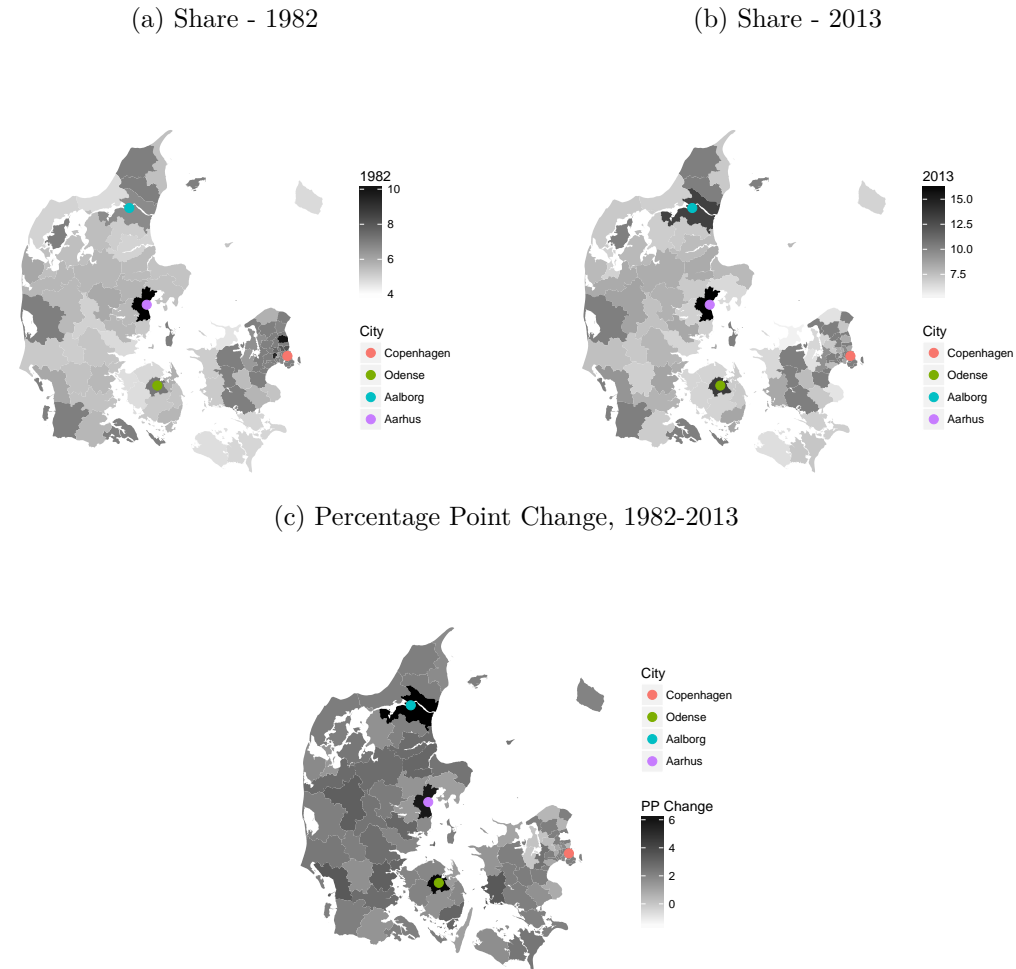 (a) Share - 1982
1982
10
8
6
4
City
Copenhagen
Odense
Aalborg
Aarhus
(b) Share - 2013
2013
15.0
12.5
10.0
7.5
City
Copenhagen
Odense
Aalborg
Aarhus
(c) Percentage Point Change, 1982-2013
City
Copenhagen
Odense
Aalborg
Aarhus
PP Change
6
4
2
0